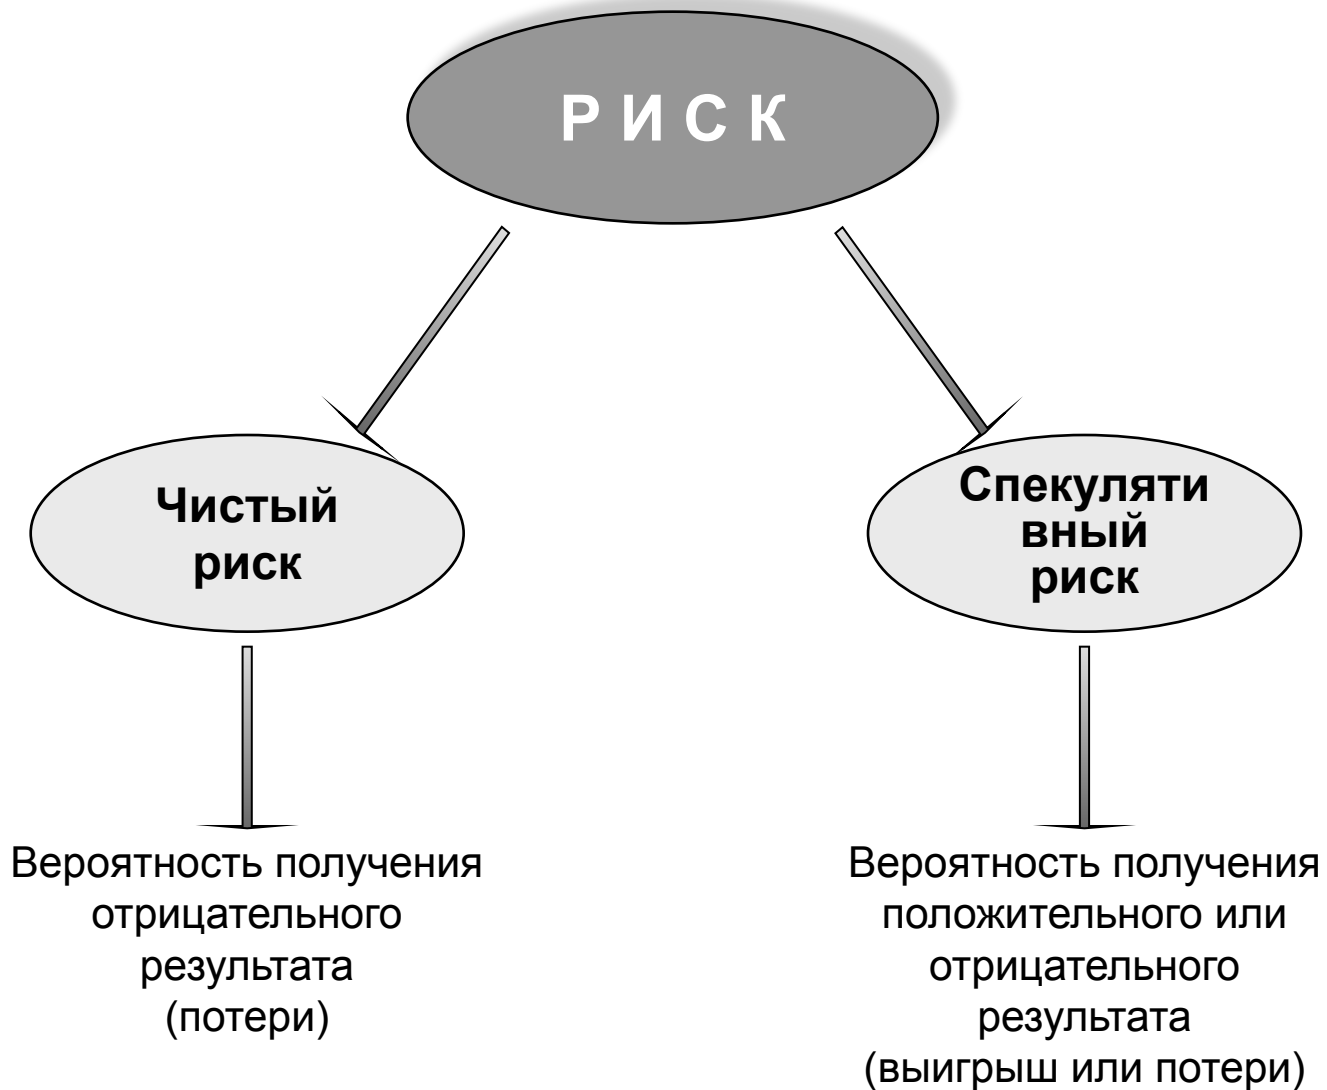 Р И С К
Чистый
риск
Спекуляти
вный
риск
Вероятность получения
отрицательного
результата
(потери)
Вероятность получения
положительного или
отрицательного
результата
(выигрыш или потери)